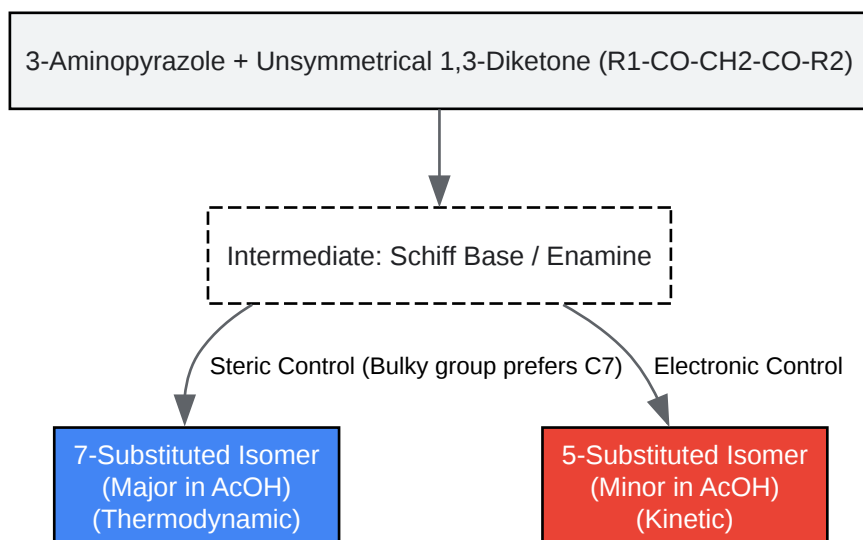 3-Aminopyrazole + Unsymmetrical 1,3-Diketone (R1-CO-CH2-CO-R2)
Intermediate: Schiff Base / Enamine
Steric Control (Bulky group prefers C7)
Electronic Control
7-Substituted Isomer
(Major in AcOH)
(Thermodynamic)
5-Substituted Isomer
(Minor in AcOH)
(Kinetic)